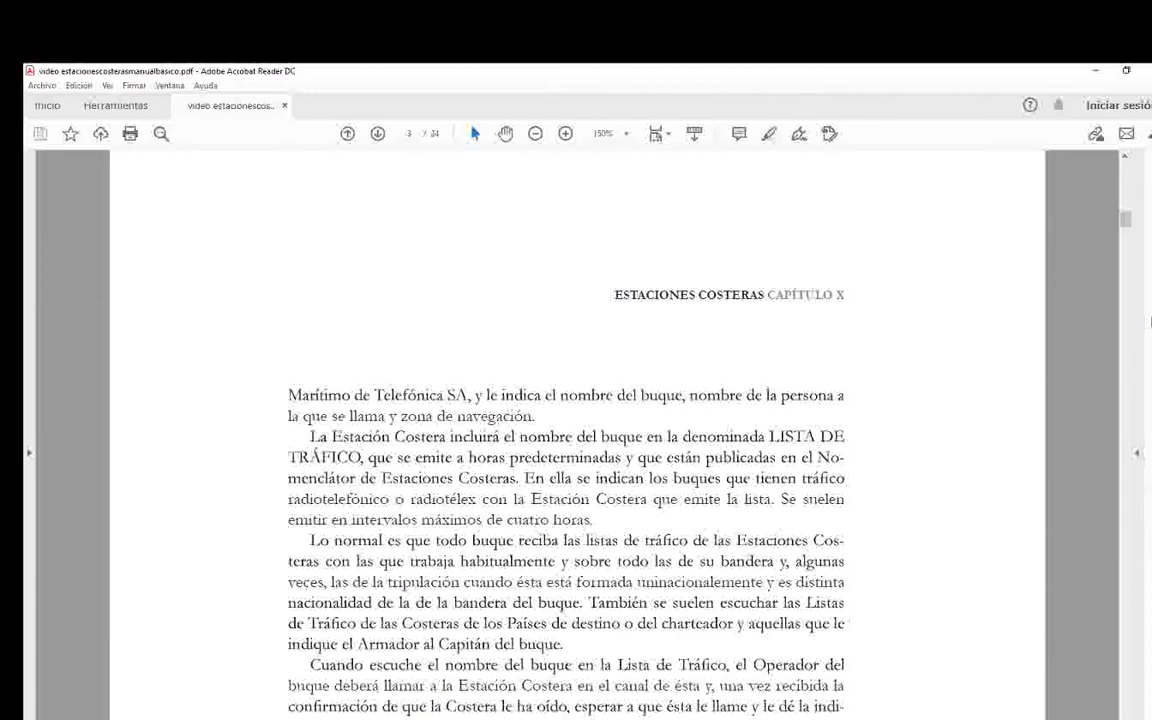 video estacionescosterasmanualbasico.pdf - Adobe Acrobat Reader DC
Archivo Edición Ver Firmar Ventana Ayuda
Inicio Herramientas video estacionescos... Iniciar sesió
3 / 24 150%
ESTACIONES COSTERAS CAPÍTULO X
Marítimo de Telefónica SA, y le indica el nombre del buque, nombre de la persona a
la que se llama y zona de navegación.
La Estación Costera incluirá el nombre del buque en la denominada LISTA DE
TRÁFICO, que se emite a horas predeterminadas y que están publicadas en el No-
menclátor de Estaciones Costeras. En ella se indican los buques que tienen tráfico
radiotelefónico o radiotélex con la Estación Costera que emite la lista. Se suelen
emitir en intervalos máximos de cuatro horas.
Lo normal es que todo buque reciba las listas de tráfico de las Estaciones Cos-
teras con las que trabaja habitualmente y sobre todo las de su bandera y, algunas
veces, las de la tripulación cuando ésta está formada uninacionalemente y es distinta
nacionalidad de la de la bandera del buque. También se suelen escuchar las Listas
de Tráfico de las Costeras de los Países de destino o del charteador y aquellas que le
indique el Armador al Capitán del buque.
Cuando escuche el nombre del buque en la Lista de Tráfico, el Operador del
buque deberá llamar a la Estación Costera en el canal de ésta y, una vez recibida la
confirmación de que la Costera le ha oído, esperar a que ésta le llame y le dé la indi-